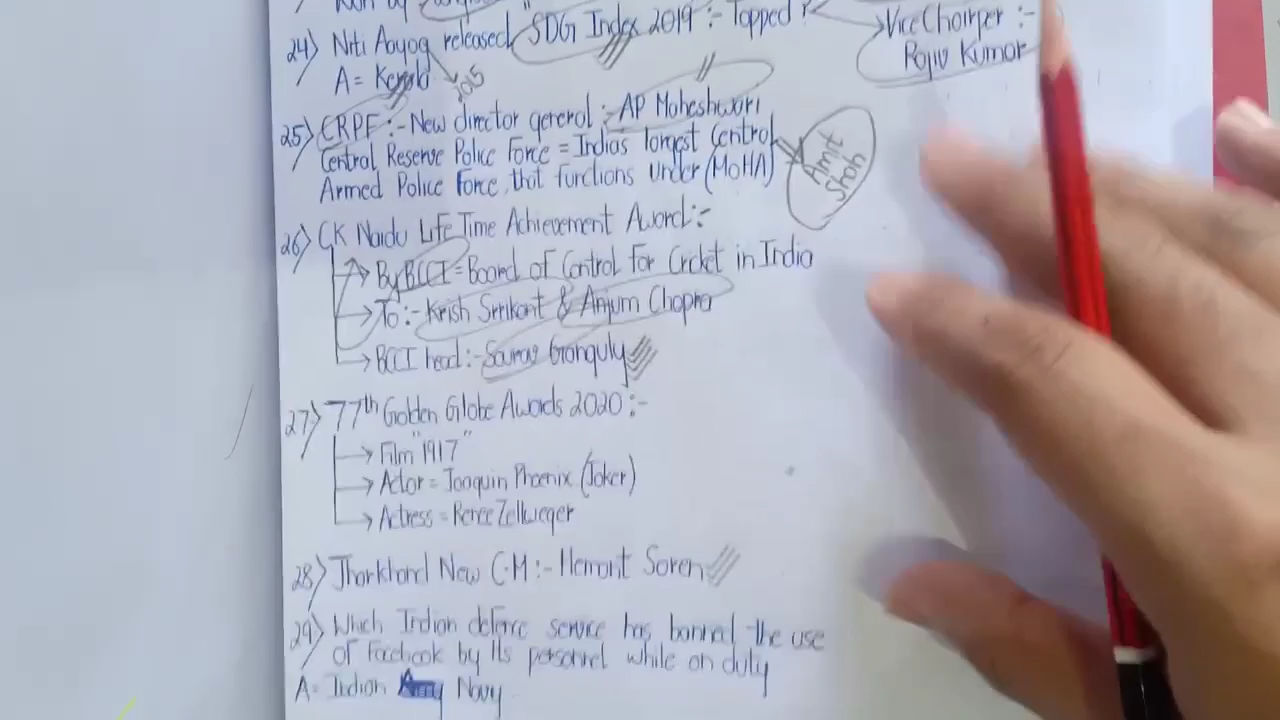 24) Niti Aayog released SDG Index 2019 :- Topped ?
A = Kerala
2015
Vice Chairper :-
Rajiv Kumar
25) CRPF :- New director general :- AP Maheshwari
Central Reserve Police Force = Indias largest Central
Armed Police Force that functions under (MoHA)
Amit
Shah
26) CK Naidu Life Time Achievement Award :-
By BCCI = Board of Control For Cricket in India
To :- Krish Srrikant & Anjum Chopra
BCCI head :- Sourav Ganguly
27) 77th Golden Globe Awards 2020 :-
Film "1917"
Actor = Joaquin Phoenix (Joker)
Actress = Renee Zellweger
28) Jharkhand New C.M :- Hemant Soren
29) Which Indian defence service has banned the use
of Facebook by its personnel while on duty
A = Indian Navy